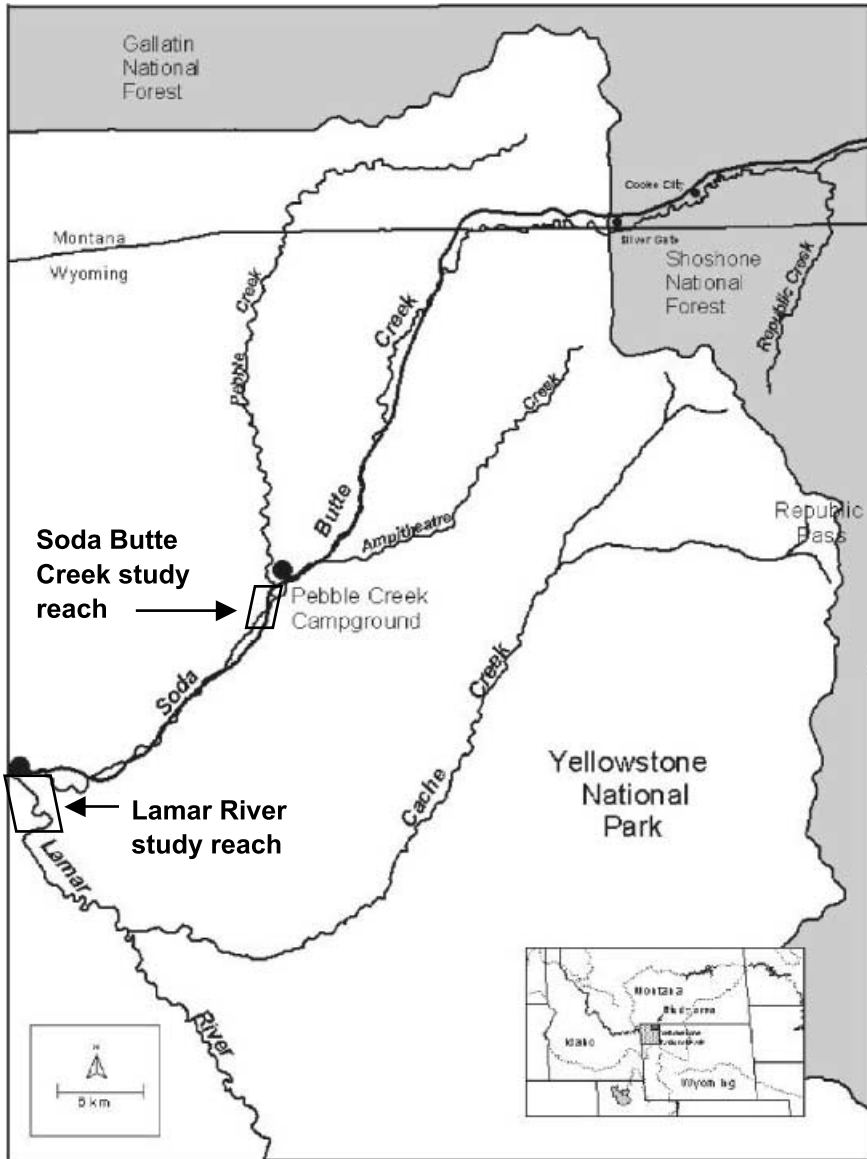 Gallatin
National
Forest
Cooke City
Silver Gate
Montana
Wyoming
Shoshone
National
Forest
Republic Creek
Pebble
Creek
Creek
Butte
Creek
Ampitheatre
Republic
Pass
Soda Butte
Creek study
reach
Pebble Creek
Campground
Soda
Creek
Cache
Yellowstone
National
Park
Lamar River
study reach
Lamar
River
N
Montana
Idaho
Wyoming